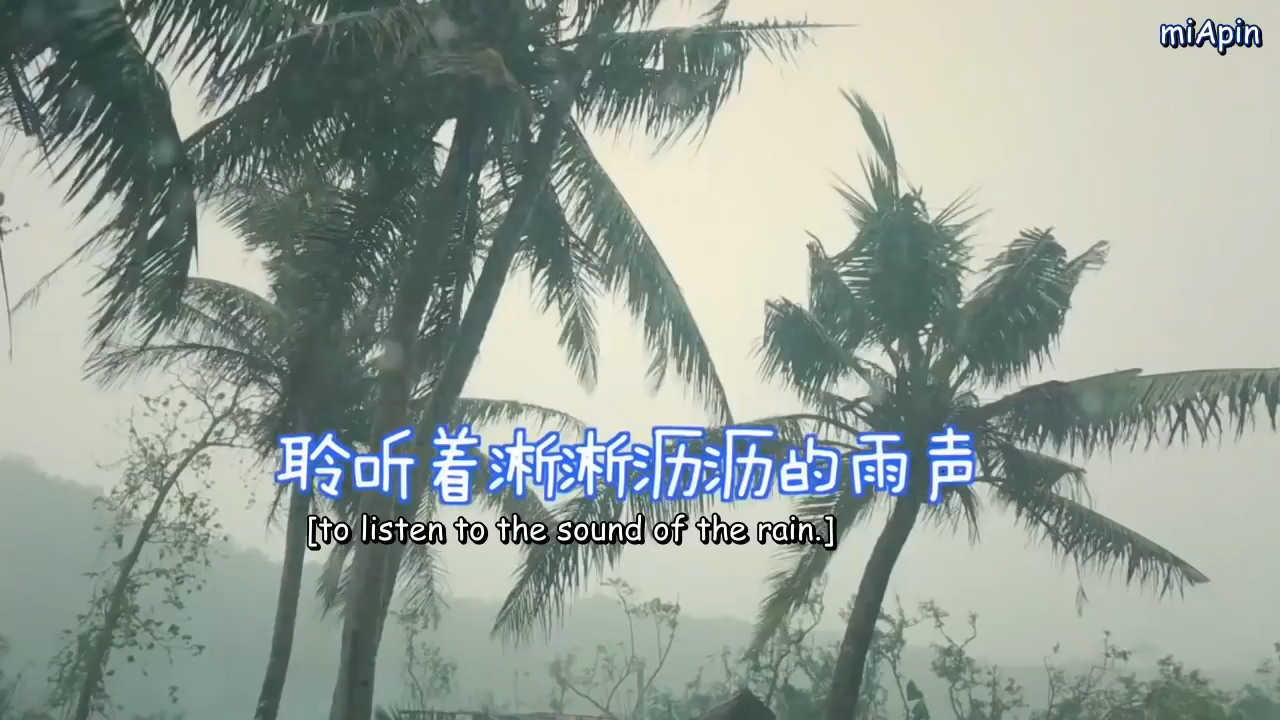 miApin
聆听着淅淅沥沥的雨声
[to listen to the sound of the rain.]